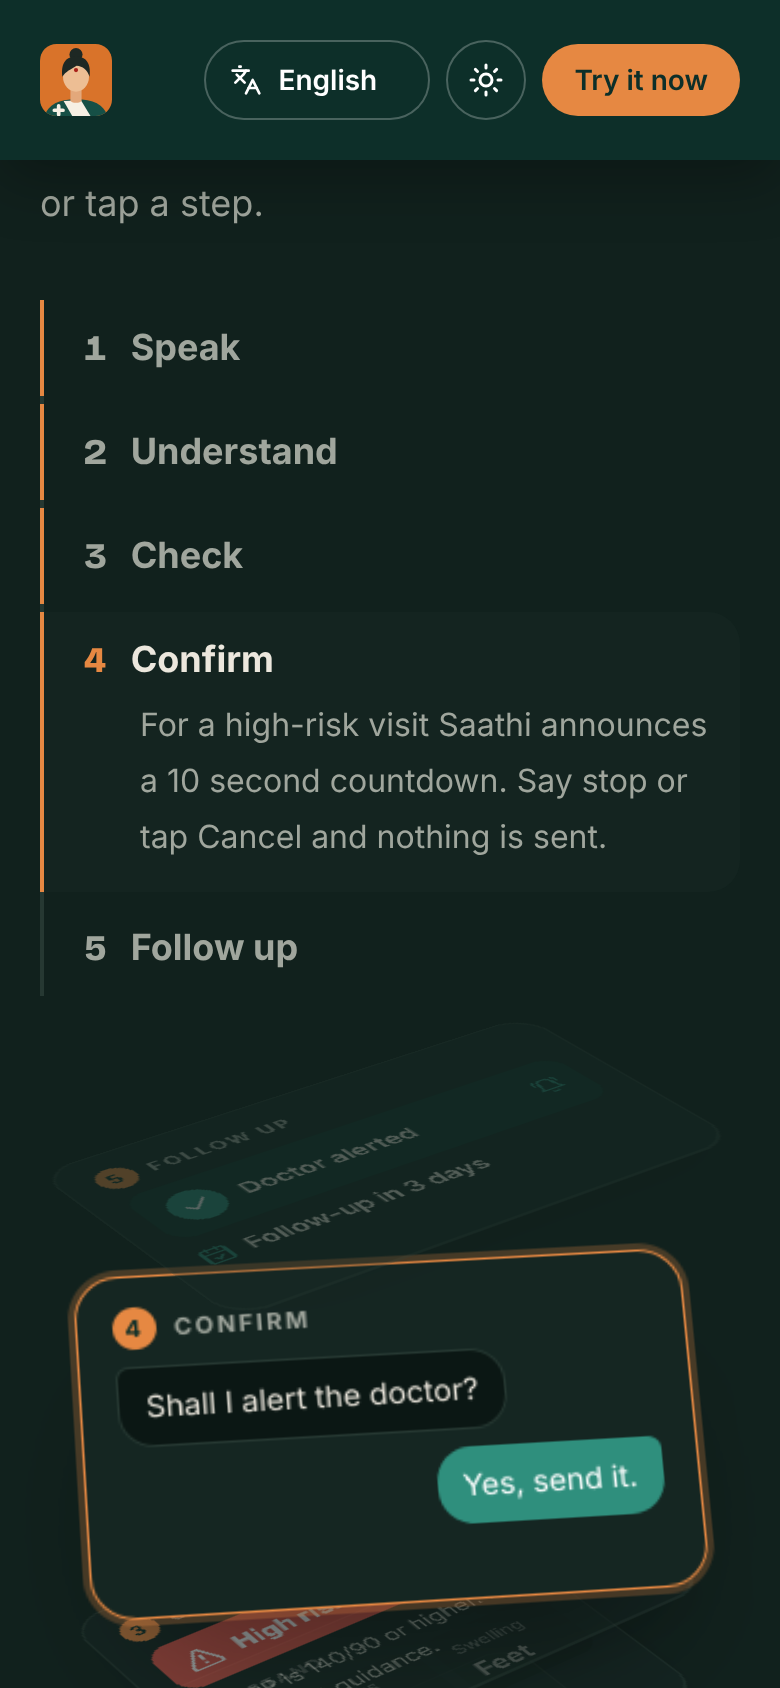 English
Try it now
or tap a step.
1 Speak
2 Understand
3 Check
4 Confirm
For a high-risk visit Saathi announces
a 10 second countdown. Say stop or
tap Cancel and nothing is sent.
5 Follow up
5 FOLLOW UP
Doctor alerted
Follow-up in 3 days
4 CONFIRM
Shall I alert the doctor?
Yes, send it.
3
High
is 140/90 or higher.
guidance.
Swelling
Feet